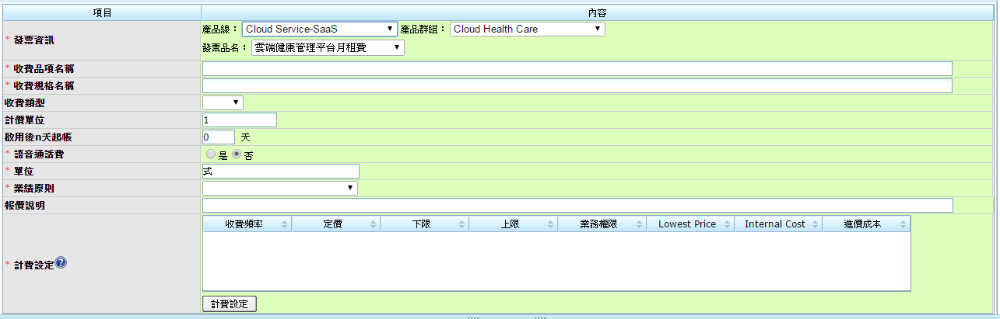 項目 內容
* 發票資訊 產品線： Cloud Service-SaaS 產品群組： Cloud Health Care
發票品名： 雲端健康管理平台月租費
* 收費品項名稱
* 收費規格名稱
收費類型
計價單位 1
啟用後n天起帳 0 天
* 語音通話費 是 否
* 單位 式
* 業績原則
報價說明
收費頻率 定價 下限 上限 業務權限 Lowest Price Internal Cost 進價成本
* 計費設定 ?
計費設定